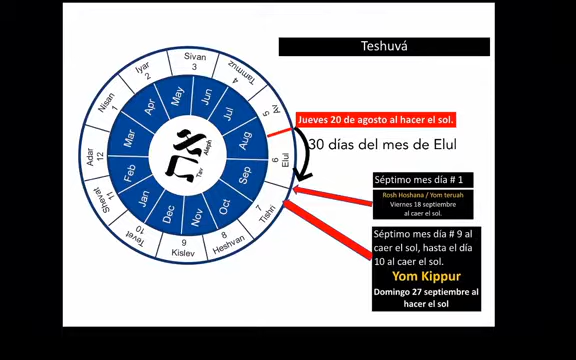 Teshuvá
Sivan
3
Tammuz
4
Av
5
Elul
6
Tishri
7
Heshvan
8
Kislev
9
Tevet
10
Shevat
11
Adar
12
Nisan
1
Iyar
2
Jun
Jul
Aug
Sep
Oct
Nov
Dec
Jan
Feb
Mar
Apr
May
א
Aleph
ת
Tav
Jueves 20 de agosto al hacer el sol.
30 días del mes de Elul
Séptimo mes día # 1
Rosh Hoshana / Yom teruah
Viernes 18 septiembre
al caer el sol.
Séptimo mes día # 9 al
caer el sol, hasta el día
10 al caer el sol.
Yom Kippur
Domingo 27 septiembre al
hacer el sol